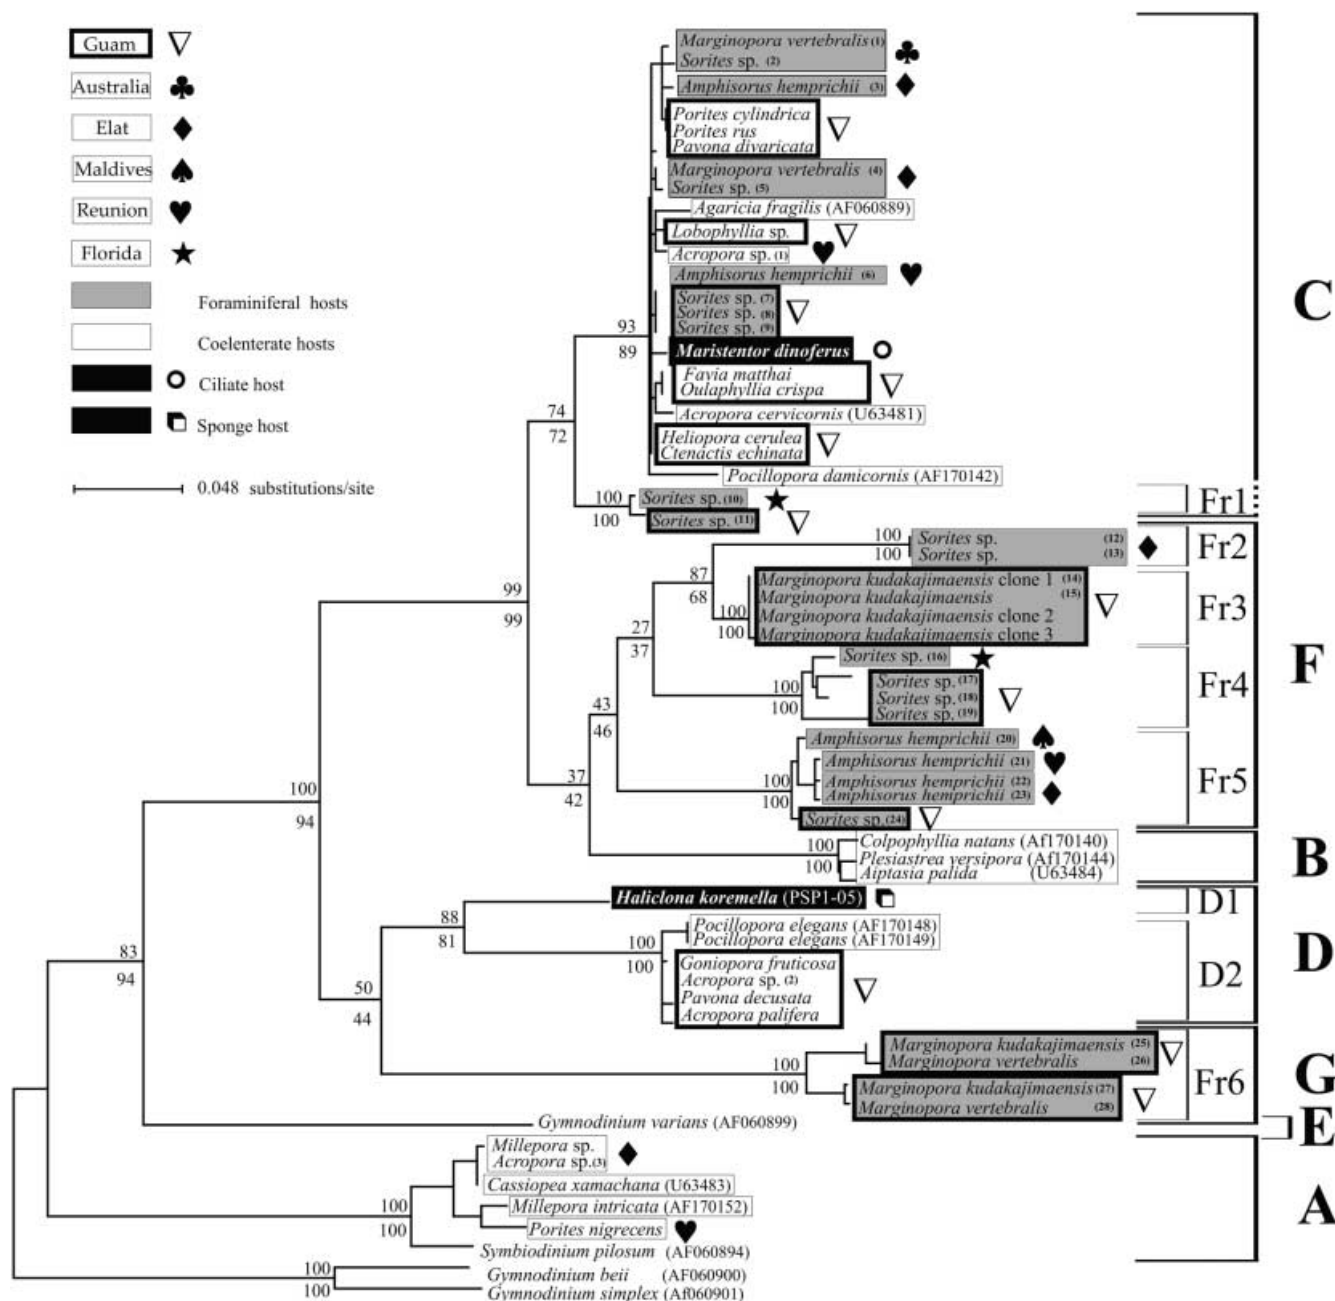 Guam
Australia
Elat
Maldives
Reunion
Florida
Foraminiferal hosts
Coelenterate hosts
Ciliate host
Sponge host
0.048 substitutions/site
Marginopora vertebralis (1)
Sorites sp. (2)
Amphisorus hemprichii (3)
Porites cylindrica
Porites rus
Pavona divaricata
Marginopora vertebralis (4)
Sorites sp. (5)
Agaricia fragilis (AF060889)
Lobophyllia sp.
Acropora sp. (1)
Amphisorus hemprichii (6)
Sorites sp. (7)
Sorites sp. (8)
Sorites sp. (9)
93
Maristentor dinoferus
89
Favia matthai
Oulaphyllia crispa
Acropora cervicornis (U63481)
74
72
Heliopora cerulea
Ctenactis echinata
Pocillopora damicornis (AF170142)
C
100
Sorites sp. (10)
100
Sorites sp. (11)
Fr1
100
Sorites sp. (12)
100
Sorites sp. (13)
Fr2
87
68
Marginopora kudakajimaensis clone 1 (14)
Marginopora kudakajimaensis (15)
100
Marginopora kudakajimaensis clone 2
100
Marginopora kudakajimaensis clone 3
Fr3
99
99
27
37
Sorites sp. (16)
100
Sorites sp. (17)
Sorites sp. (18)
100
Sorites sp. (19)
Fr4
F
43
46
Amphisorus hemprichii (20)
Amphisorus hemprichii (21)
100
Amphisorus hemprichii (22)
100
Amphisorus hemprichii (23)
Sorites sp. (24)
Fr5
37
42
100
94
100
Colpophyllia natans (Af170140)
100
Plesiastrea versipora (Af170144)
Aiptasia palida (U63484)
B
Haliclona koremella (PSP1-05)
D1
88
81
Pocillopora elegans (AF170148)
100
Pocillopora elegans (AF170149)
100
Goniopora fruticosa
Acropora sp. (2)
Pavona decusata
Acropora palifera
D2
D
83
94
50
44
Marginopora kudakajimaensis (25)
100
Marginopora vertebralis (26)
100
Marginopora kudakajimaensis (27)
Marginopora vertebralis (28)
Fr6
G
Gymnodinium varians (AF060899)
E
Millepora sp.
Acropora sp. (3)
Cassiopea xamachana (U63483)
100
Millepora intricata (AF170152)
100
Porites nigrecens
Symbiodinium pilosum (AF060894)
A
100
Gymnodinium beii (AF060900)
100
Gymnodinium simplex (Af060901)